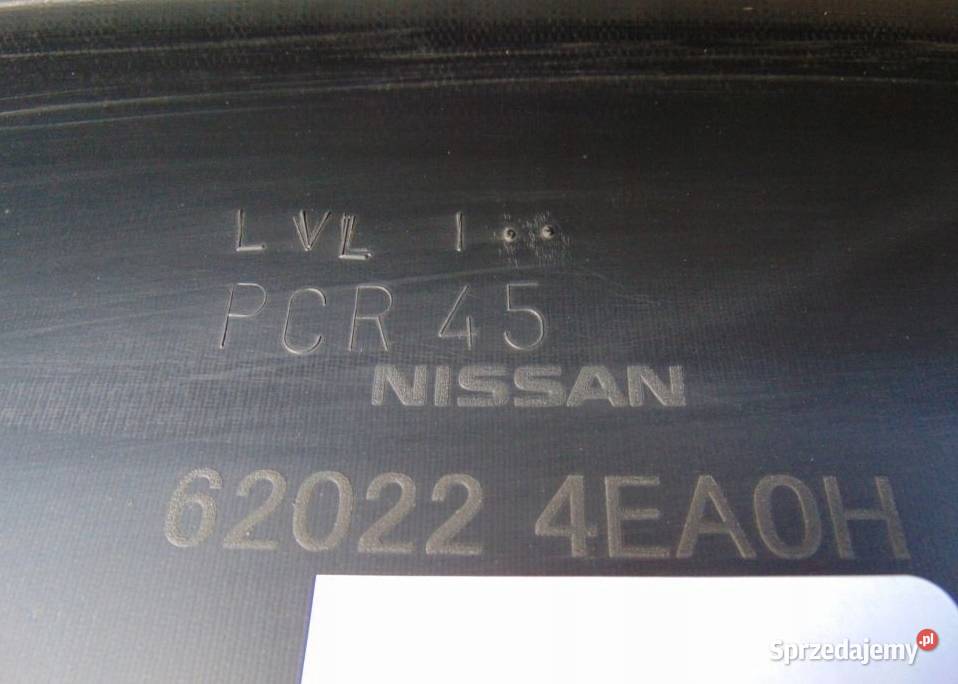 LVL 1
PCR 45
NISSAN
62022 4EA0H
Sprzedajemy.pl